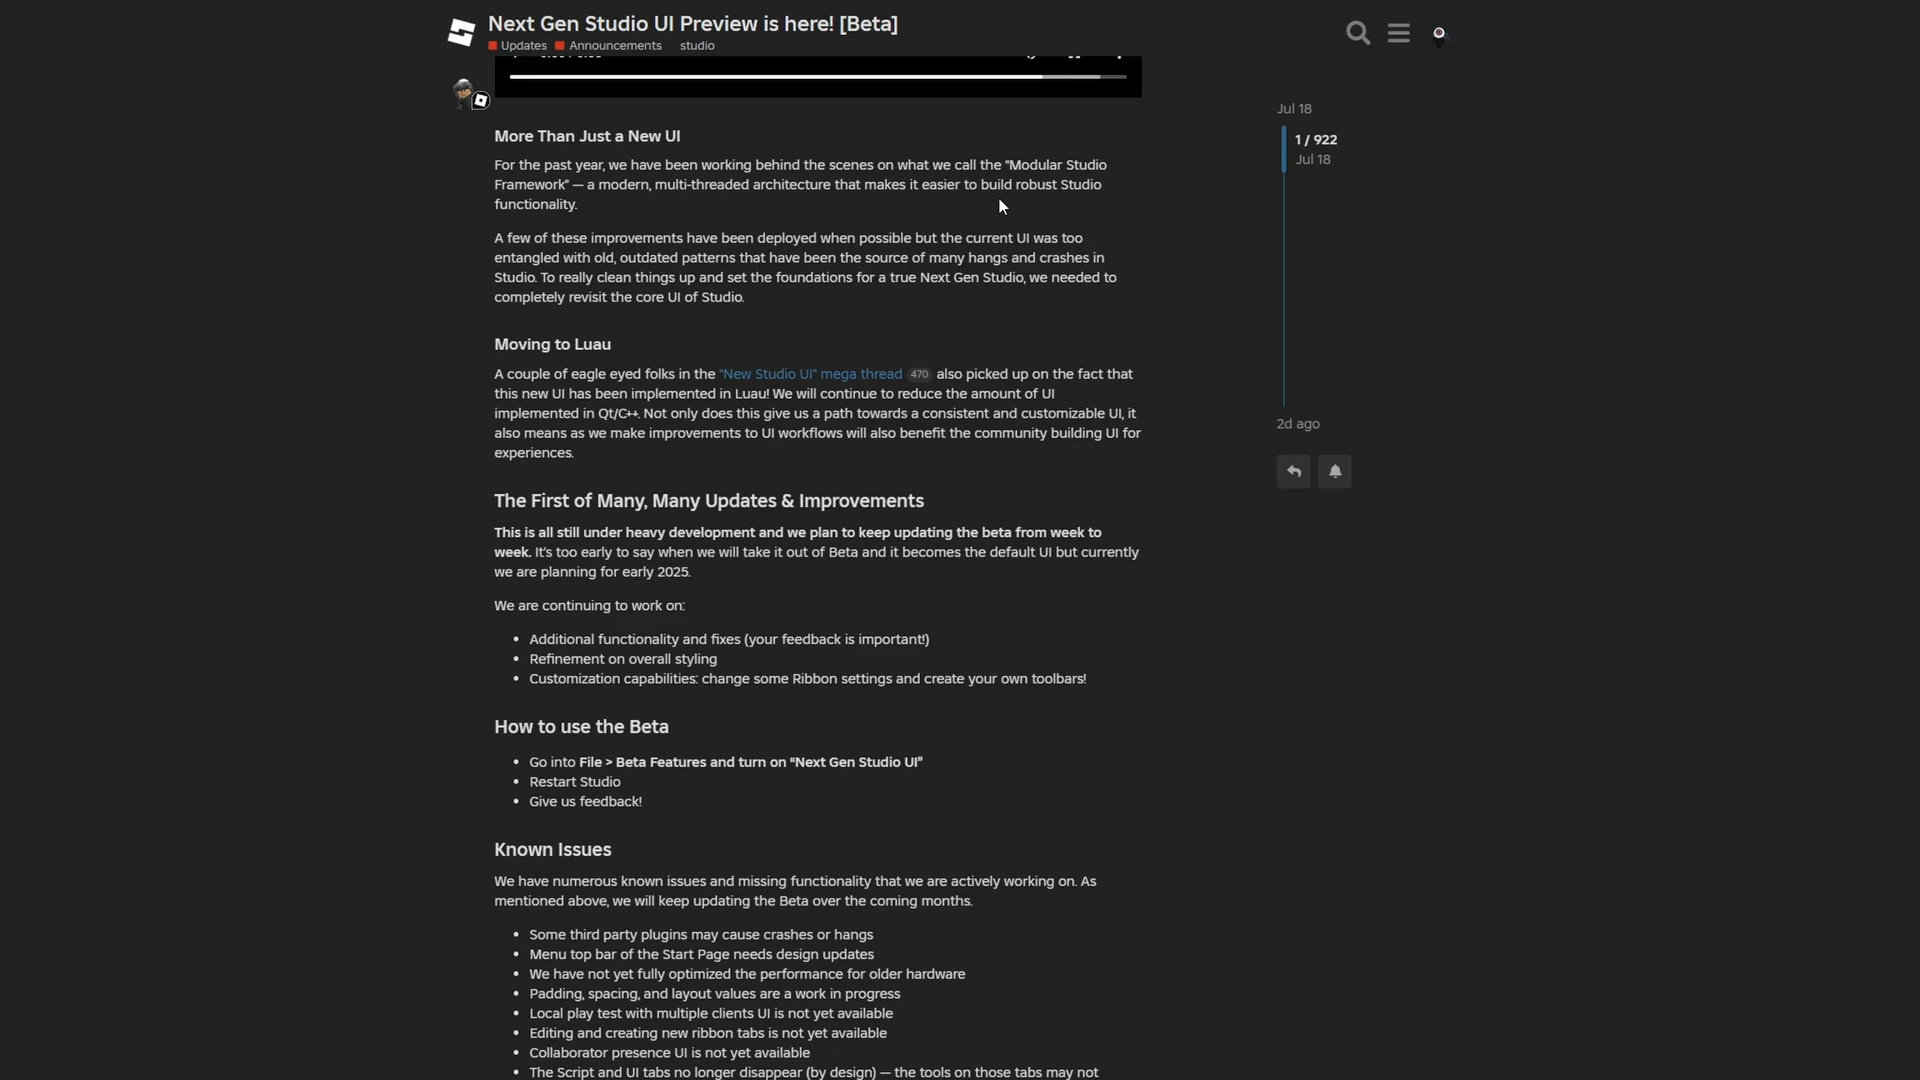 Next Gen Studio UI Preview is here! [Beta]
Updates Announcements studio
More Than Just a New UI
For the past year, we have been working behind the scenes on what we call the “Modular Studio
Framework” — a modern, multi-threaded architecture that makes it easier to build robust Studio
functionality.
A few of these improvements have been deployed when possible but the current UI was too
entangled with old, outdated patterns that have been the source of many hangs and crashes in
Studio. To really clean things up and set the foundations for a true Next Gen Studio, we needed to
completely revisit the core UI of Studio.
Moving to Luau
A couple of eagle eyed folks in the “New Studio UI” mega thread 470 also picked up on the fact that
this new UI has been implemented in Luau! We will continue to reduce the amount of UI
implemented in Qt/C++. Not only does this give us a path towards a consistent and customizable UI, it
also means as we make improvements to UI workflows will also benefit the community building UI for
experiences.
The First of Many, Many Updates & Improvements
This is all still under heavy development and we plan to keep updating the beta from week to
week. It’s too early to say when we will take it out of Beta and it becomes the default UI but currently
we are planning for early 2025.
We are continuing to work on:
• Additional functionality and fixes (your feedback is important!)
• Refinement on overall styling
• Customization capabilities: change some Ribbon settings and create your own toolbars!
How to use the Beta
• Go into File > Beta Features and turn on “Next Gen Studio UI”
• Restart Studio
• Give us feedback!
Known Issues
We have numerous known issues and missing functionality that we are actively working on. As
mentioned above, we will keep updating the Beta over the coming months.
• Some third party plugins may cause crashes or hangs
• Menu top bar of the Start Page needs design updates
• We have not yet fully optimized the performance for older hardware
• Padding, spacing, and layout values are a work in progress
• Local play test with multiple clients UI is not yet available
• Editing and creating new ribbon tabs is not yet available
• Collaborator presence UI is not yet available
• The Script and UI tabs no longer disappear (by design) — the tools on those tabs may not
Jul 18
1 / 922
Jul 18
2d ago